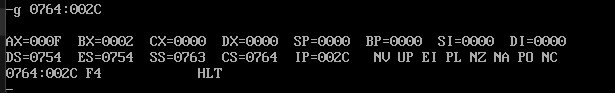 -g 0764:002C
AX=000F  BX=0002  CX=0000  DX=0000  SP=0000  BP=0000  SI=0000  DI=0000
DS=0754  ES=0754  SS=0763  CS=0764  IP=002C   NV UP EI PL NZ NA PO NC
0764:002C F4            HLT
-